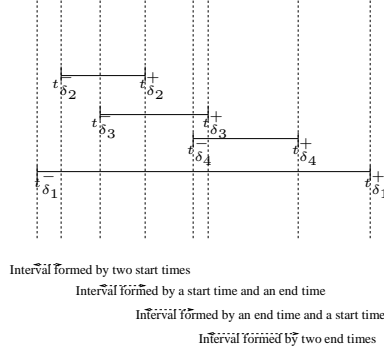 t⁻δ₂ t⁺δ₂
t⁻δ₃ t⁺δ₃
t⁻δ₄ t⁺δ₄
t⁻δ₁ t⁺δ₁
Interval formed by two start times
Interval formed by a start time and an end time
Interval formed by an end time and a start time
Interval formed by two end times